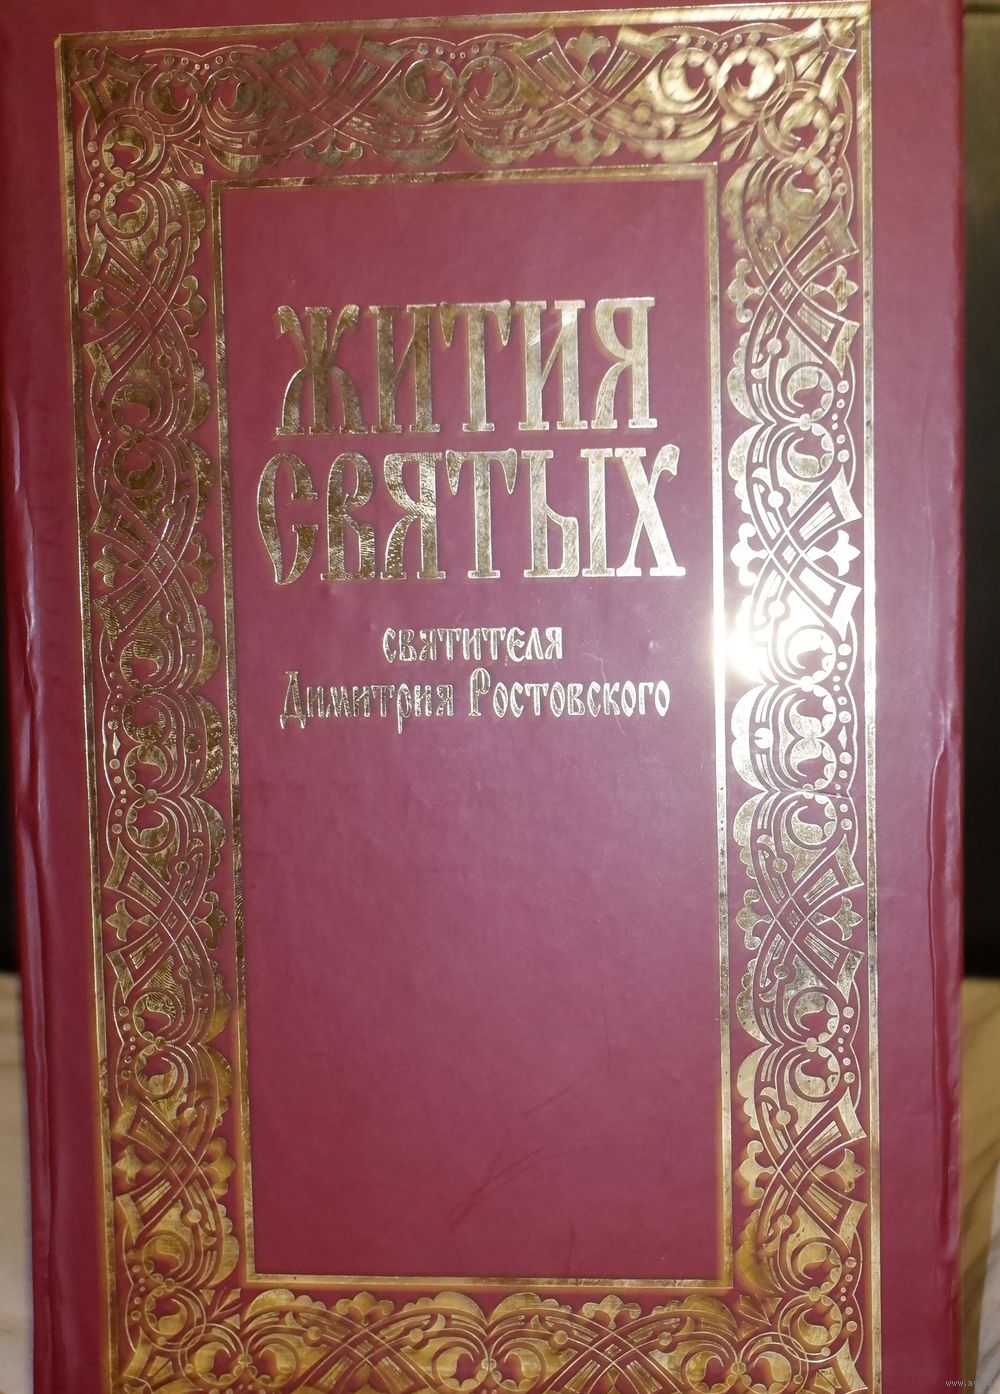 ЖИТИЯ
СВЯТЫХ
СВЯТИТЕЛЯ
Димитрия Ростовского